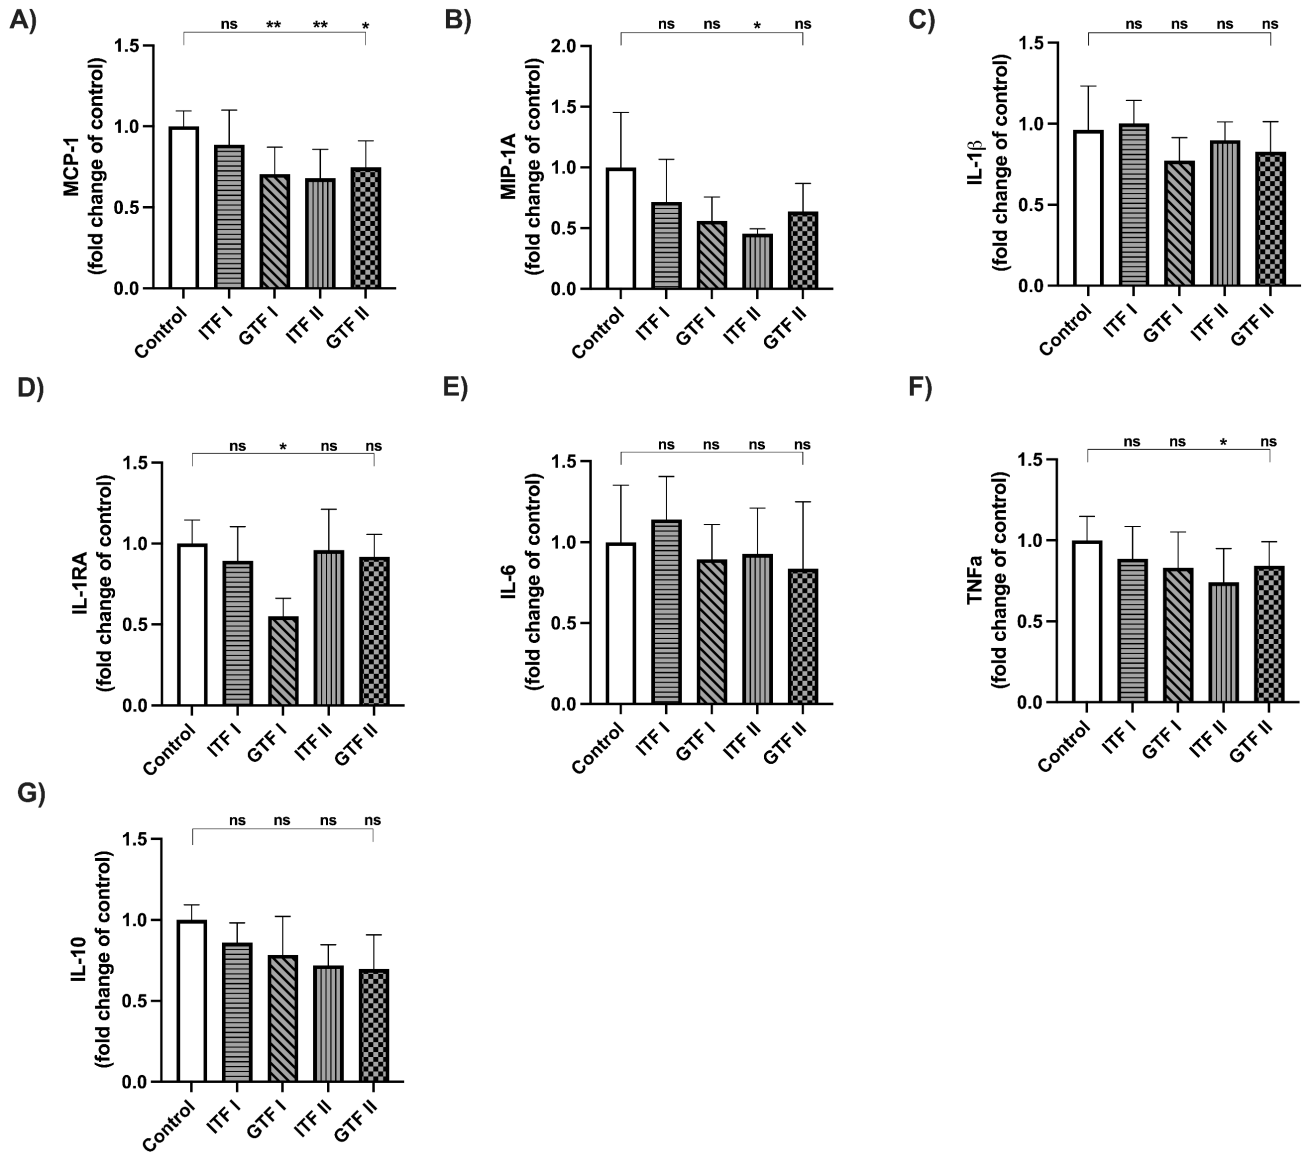 A)
ns ** ** *
1.5
1.0
0.5
0.0
MCP-1
(fold change of control)
Control
ITF I
GTF I
ITF II
GTF II
B)
ns ns * ns
2.0
1.5
1.0
0.5
0.0
MIP-1A
(fold change of control)
Control
ITF I
GTF I
ITF II
GTF II
C)
ns ns ns ns
1.5
1.0
0.5
0.0
IL-1β
(fold change of control)
Control
ITF I
GTF I
ITF II
GTF II
D)
ns * ns ns
1.5
1.0
0.5
0.0
IL-1RA
(fold change of control)
Control
ITF I
GTF I
ITF II
GTF II
E)
ns ns ns ns
1.5
1.0
0.5
0.0
IL-6
(fold change of control)
Control
ITF I
GTF I
ITF II
GTF II
F)
ns ns * ns
1.5
1.0
0.5
0.0
TNFa
(fold change of control)
Control
ITF I
GTF I
ITF II
GTF II
G)
ns ns ns ns
1.5
1.0
0.5
0.0
IL-10
(fold change of control)
Control
ITF I
GTF I
ITF II
GTF II